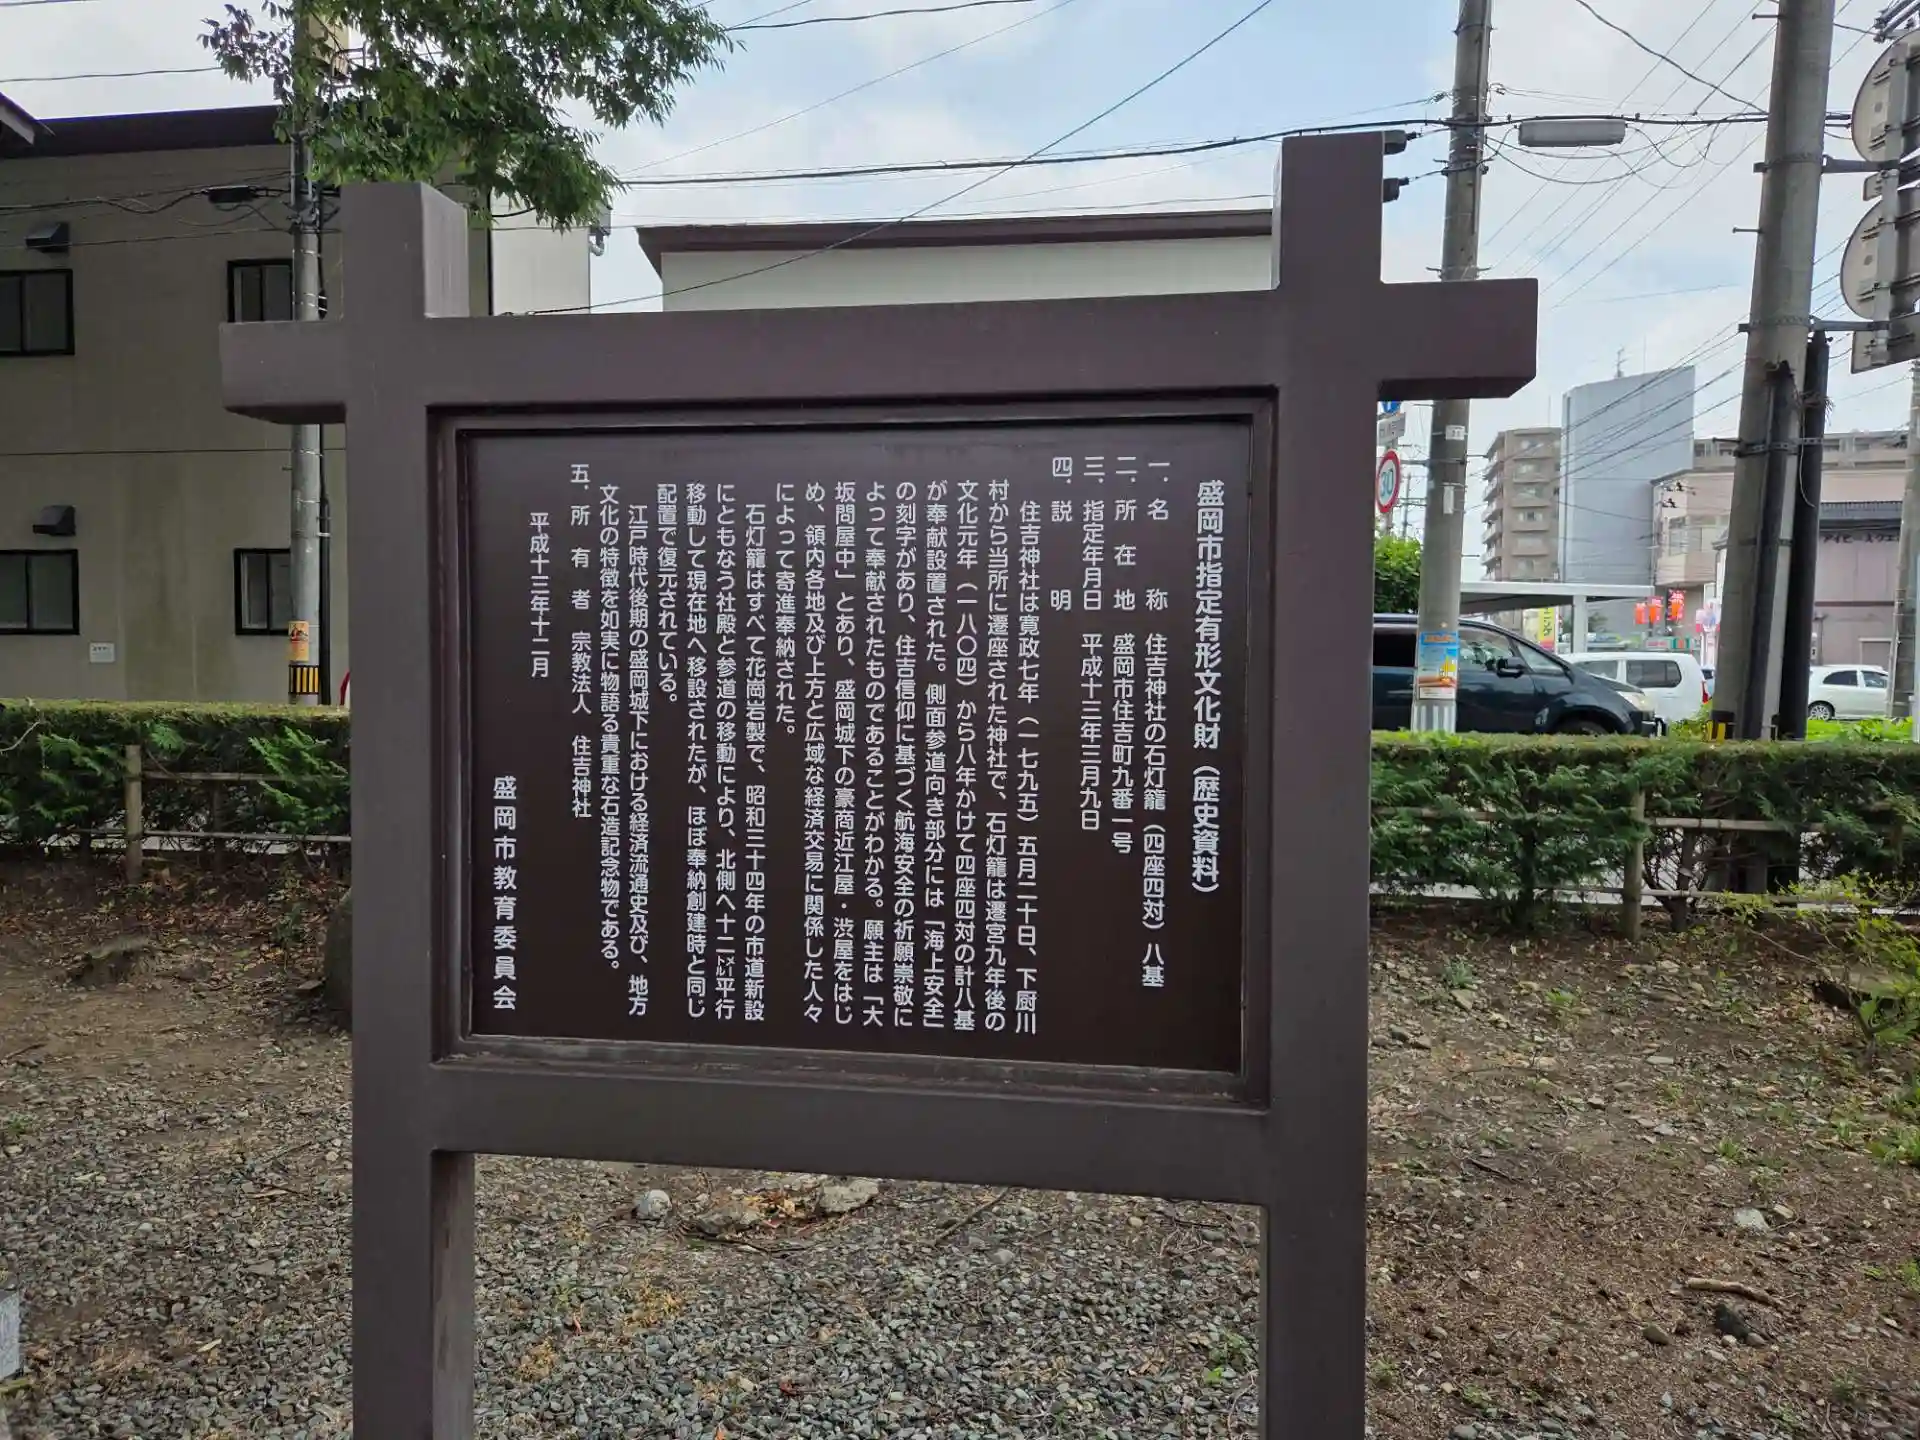 盛岡市指定有形文化財（歴史資料）
一．名　　称　住吉神社の石灯籠（四座四対）八基
二．所　在　地　盛岡市住吉町九番一号
三．指定年月日　平成十三年三月九日
四．説　　明
住吉神社は寛政七年（一七九五）五月二十日、下厨川
村から当所に遷座された神社で、石灯籠は遷宮九年後の
文化元年（一八〇四）から八年かけて四座四対の計八基
が奉献設置された。側面参道向き部分には「海上安全」
の刻字があり、住吉信仰に基づく航海安全の祈願崇敬に
よって奉献されたものであることがわかる。願主は「大
坂問屋中」とあり、盛岡城下の豪商近江屋・渋屋をはじ
め、領内各地及び上方と広域な経済交易に関係した人々
によって寄進奉納された。
石灯籠はすべて花崗岩製で、昭和三十四年の市道新設
にともなう社殿と参道の移動により、北側へ十二㍍平行
移動して現在地へ移設されたが、ほぼ奉納創建時と同じ
配置で復元されている。
江戸時代後期の盛岡城下における経済流通史及び、地方
文化の特徴を如実に物語る貴重な石造記念物である。
五．所　有　者　宗教法人　住吉神社
平成十三年十二月
盛岡市教育委員会
30